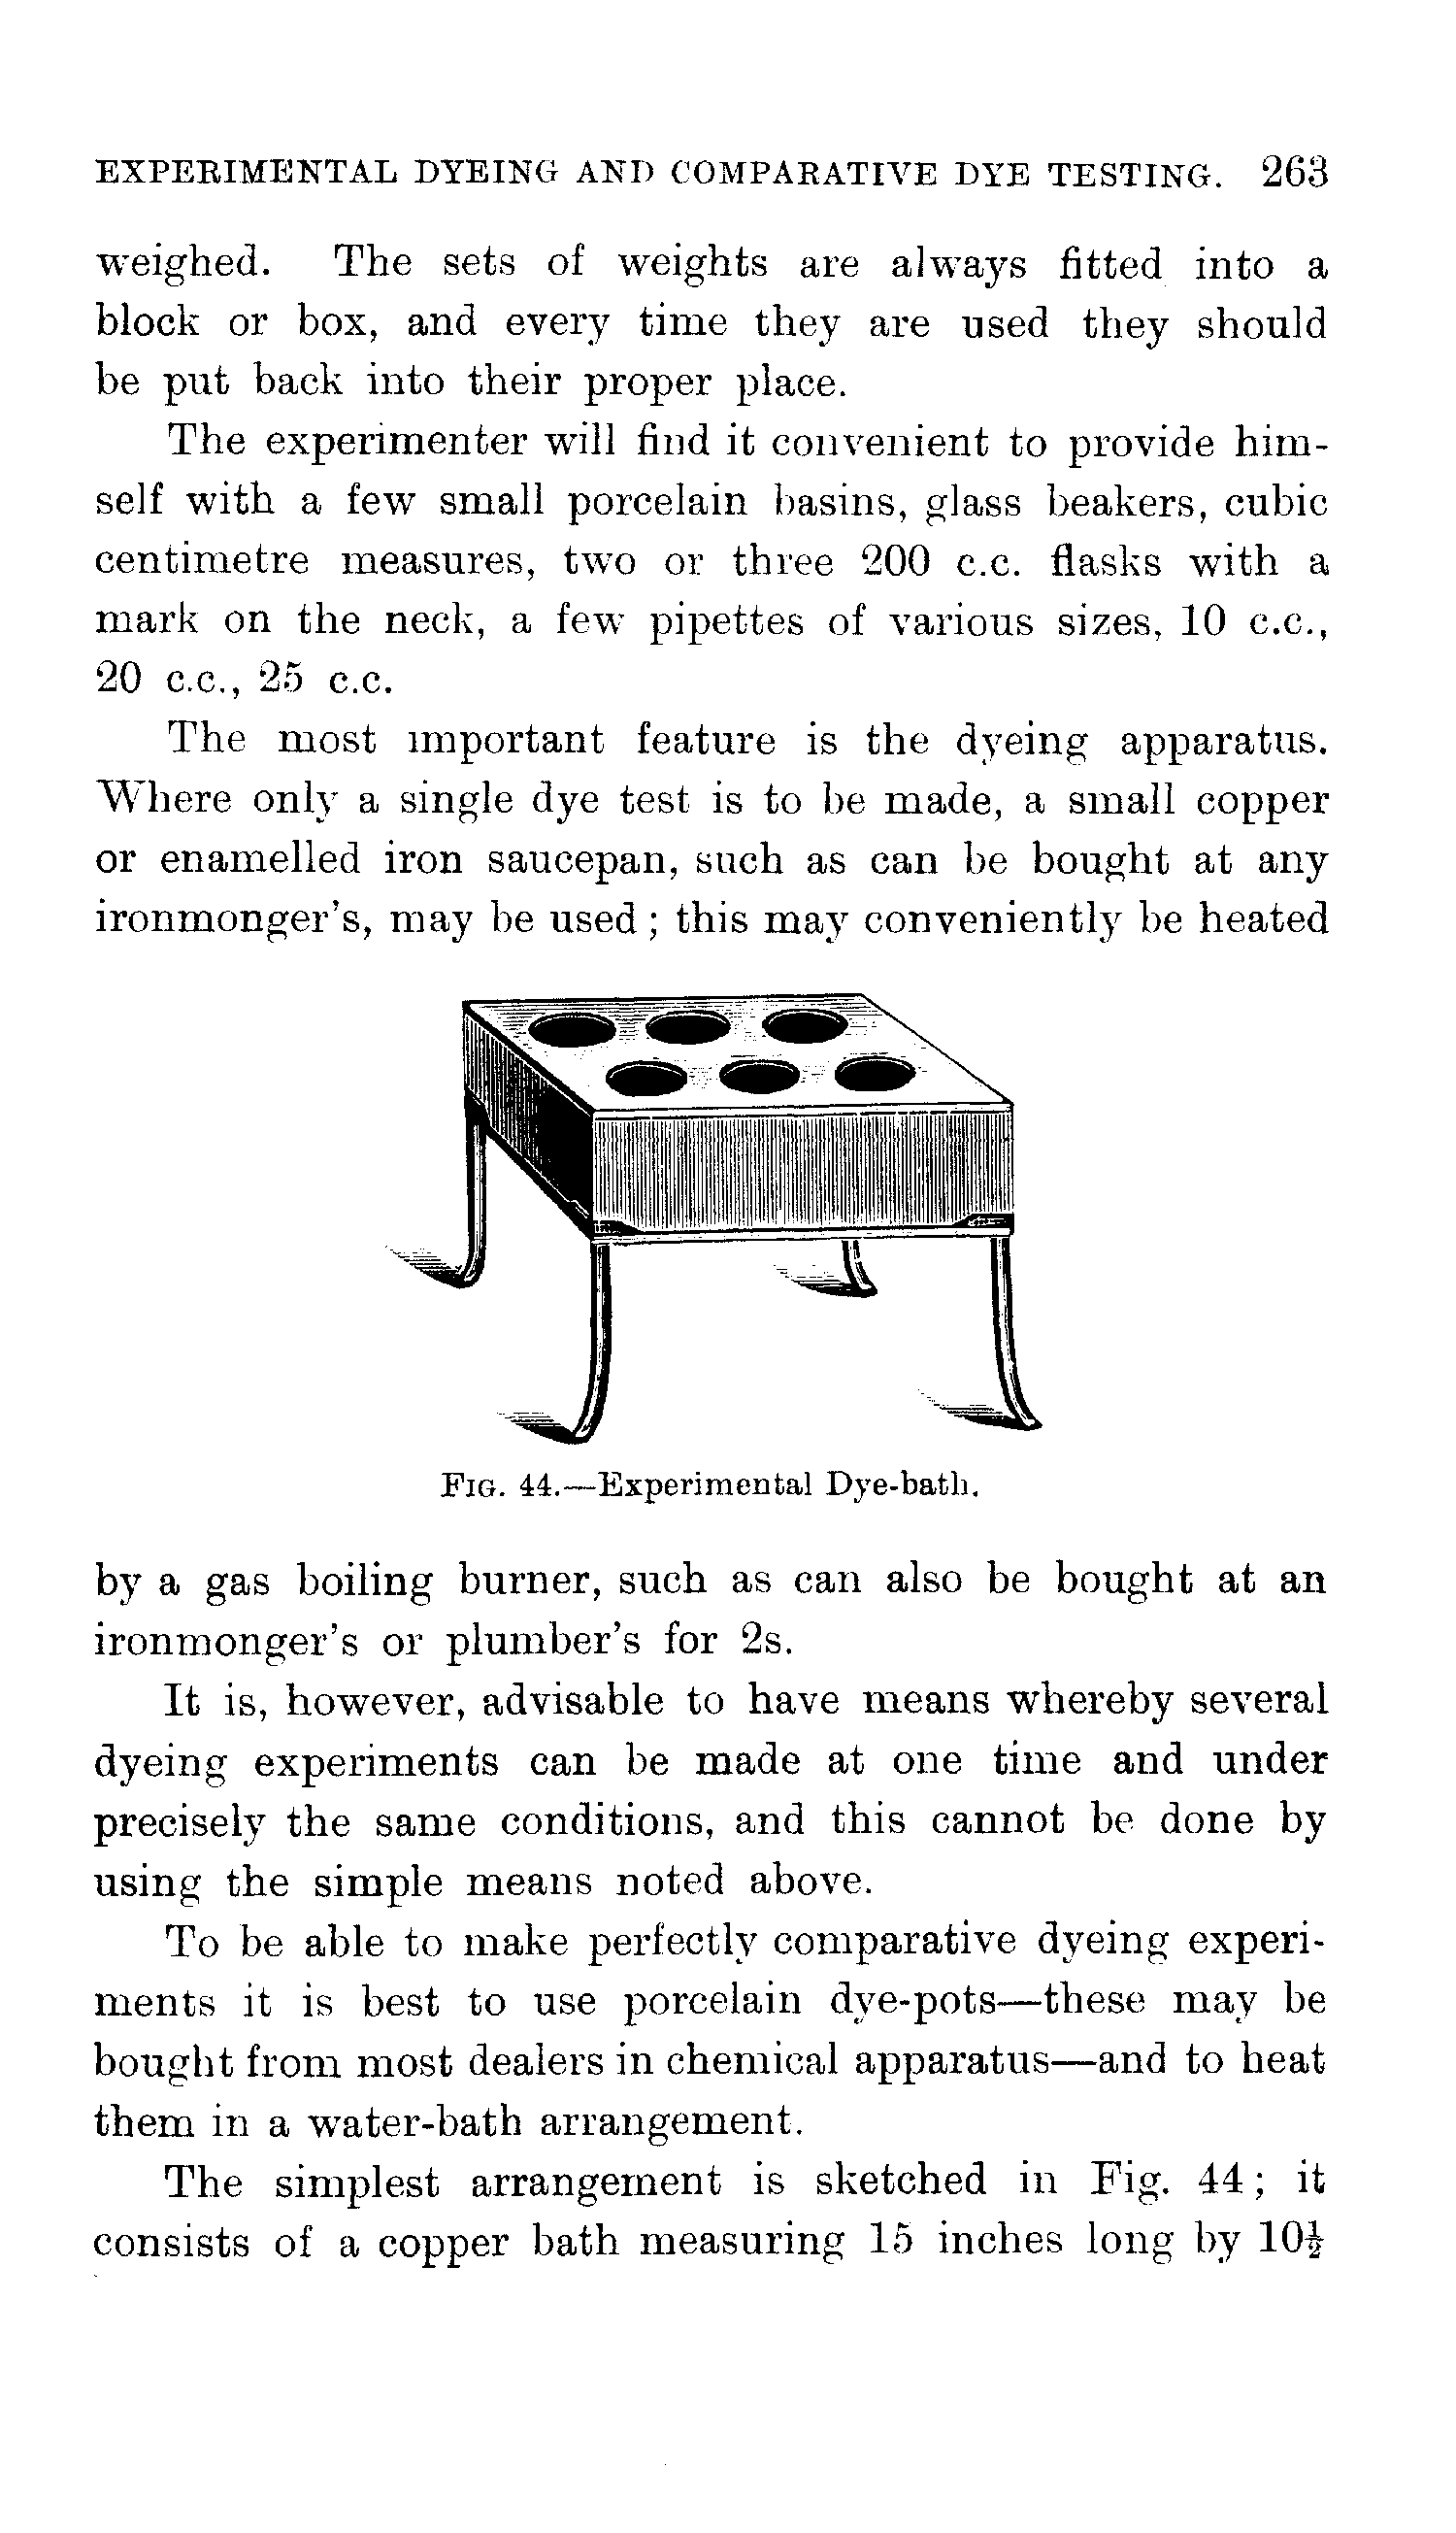 EXPERIMENTAL DYEING AND COMPARATIVE DYE TESTING. 263
weighed. The sets of weights are always fitted into a
block or box, and every time they are used they should
be put back into their proper place.
The experimenter will find it convenient to provide him-
self with a few small porcelain basins, glass beakers, cubic
centimetre measures, two or three 200 c.c. flasks with a
mark on the neck, a few pipettes of various sizes, 10 c.c.,
20 c.c., 25 c.c.
The most important feature is the dyeing apparatus.
Where only a single dye test is to be made, a small copper
or enamelled iron saucepan, such as can be bought at any
ironmonger's, may be used; this may conveniently be heated
FIG. 44.—Experimental Dye-bath.
by a gas boiling burner, such as can also be bought at an
ironmonger's or plumber's for 2s.
It is, however, advisable to have means whereby several
dyeing experiments can be made at one time and under
precisely the same conditions, and this cannot be done by
using the simple means noted above.
To be able to make perfectly comparative dyeing experi-
ments it is best to use porcelain dye-pots—these may be
bought from most dealers in chemical apparatus—and to heat
them in a water-bath arrangement.
The simplest arrangement is sketched in Fig. 44; it
consists of a copper bath measuring 15 inches long by 10½